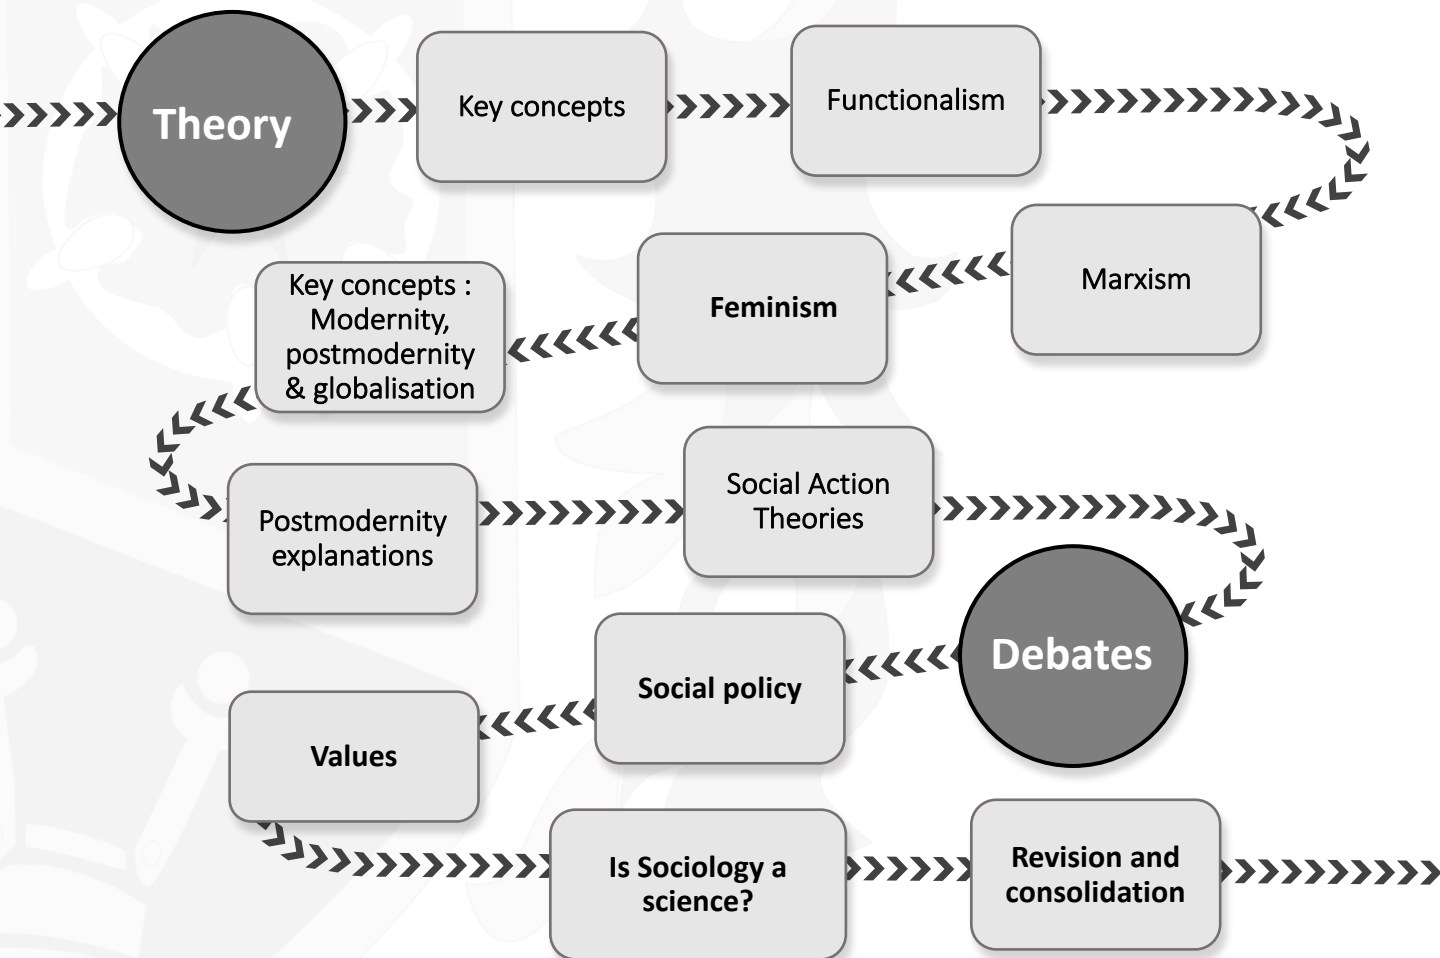 Theory
Key concepts
Functionalism
Marxism
Feminism
Key concepts :
Modernity,
postmodernity
& globalisation
Postmodernity
explanations
Social Action
Theories
Debates
Social policy
Values
Is Sociology a
science?
Revision and
consolidation